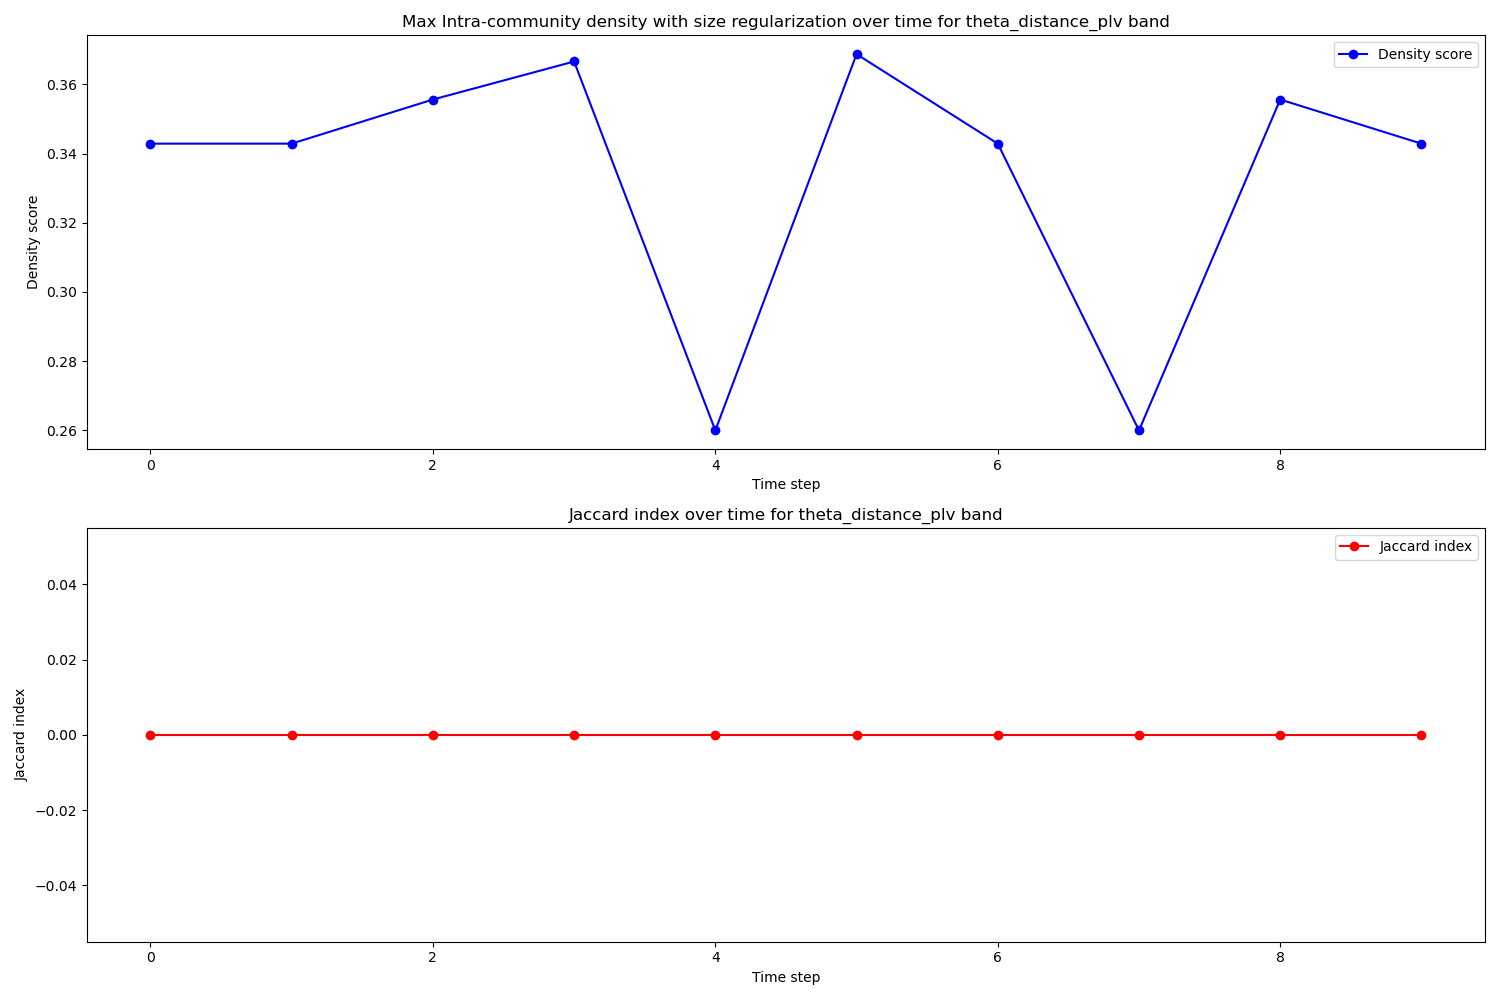 Max Intra-community density with size regularization over time for theta_distance_plv band
Density score
0.36
0.34
0.32
0.30
0.28
0.26
Density score
0
2
4
6
8
Time step
Jaccard index over time for theta_distance_plv band
Jaccard index
0.04
0.02
0.00
−0.02
−0.04
Jaccard index
0
2
4
6
8
Time step